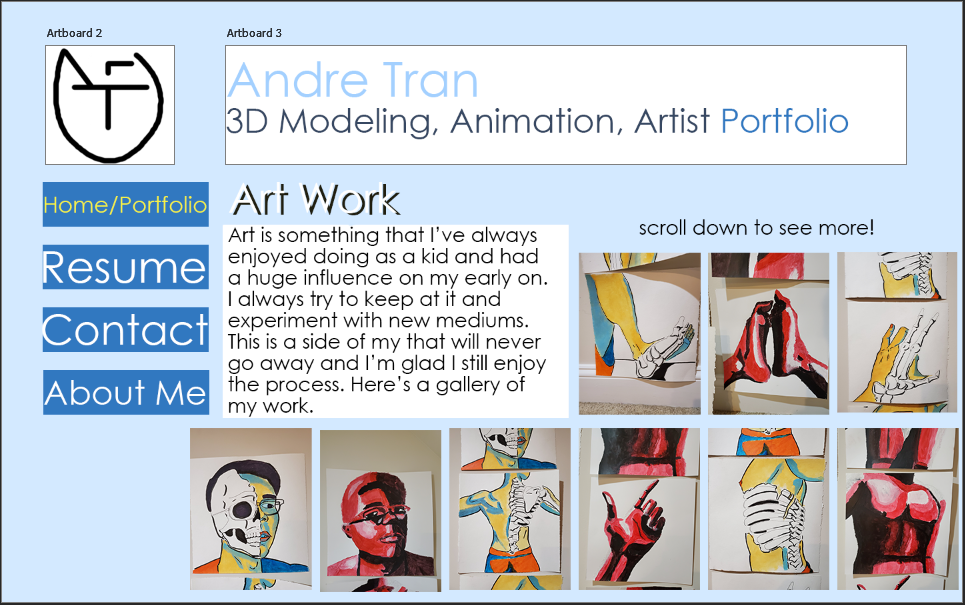 Artboard 2
Artboard 3
Andre Tran
3D Modeling, Animation, Artist Portfolio
Home/Portfolio
Resume
Contact
About Me
Art Work
Art is something that I've always
enjoyed doing as a kid and had
a huge influence on my early on.
I always try to keep at it and
experiment with new mediums.
This is a side of my that will never
go away and I'm glad I still enjoy
the process. Here's a gallery of
my work.
scroll down to see more!